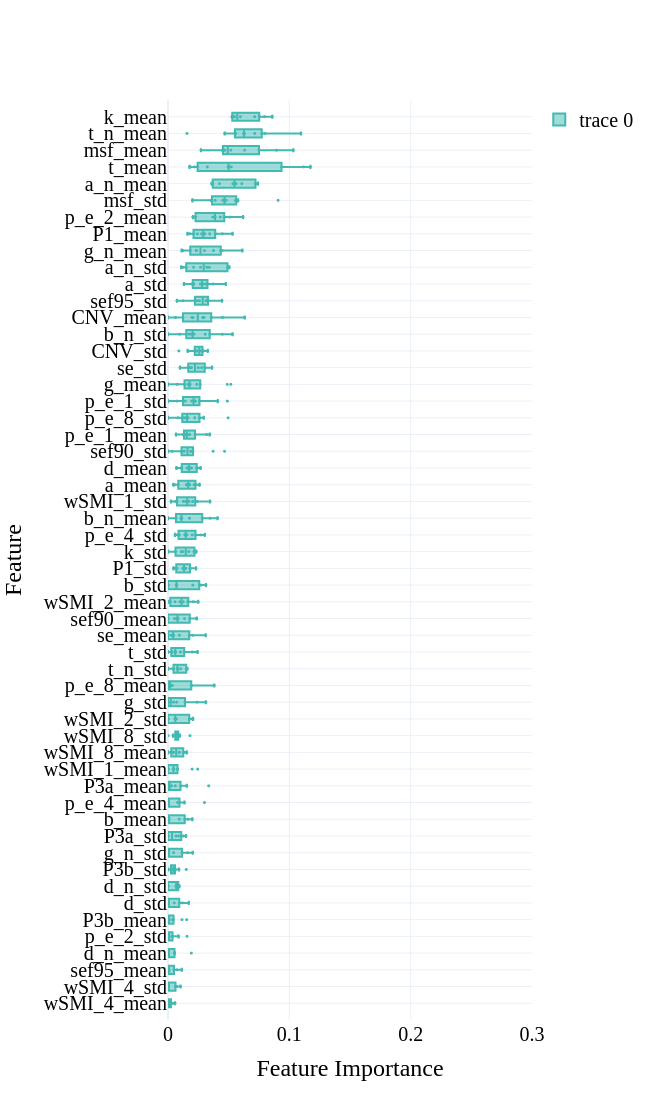 trace 0
k_mean
t_n_mean
msf_mean
t_mean
a_n_mean
msf_std
p_e_2_mean
P1_mean
g_n_mean
a_n_std
a_std
sef95_std
CNV_mean
b_n_std
CNV_std
se_std
g_mean
p_e_1_std
p_e_8_std
p_e_1_mean
sef90_std
d_mean
a_mean
wSMI_1_std
b_n_mean
p_e_4_std
k_std
P1_std
b_std
wSMI_2_mean
sef90_mean
se_mean
t_std
t_n_std
p_e_8_mean
g_std
wSMI_2_std
wSMI_8_std
wSMI_8_mean
wSMI_1_mean
P3a_mean
p_e_4_mean
b_mean
P3a_std
g_n_std
P3b_std
d_n_std
d_std
P3b_mean
p_e_2_std
d_n_mean
sef95_mean
wSMI_4_std
wSMI_4_mean
Feature
0 0.1 0.2 0.3
Feature Importance